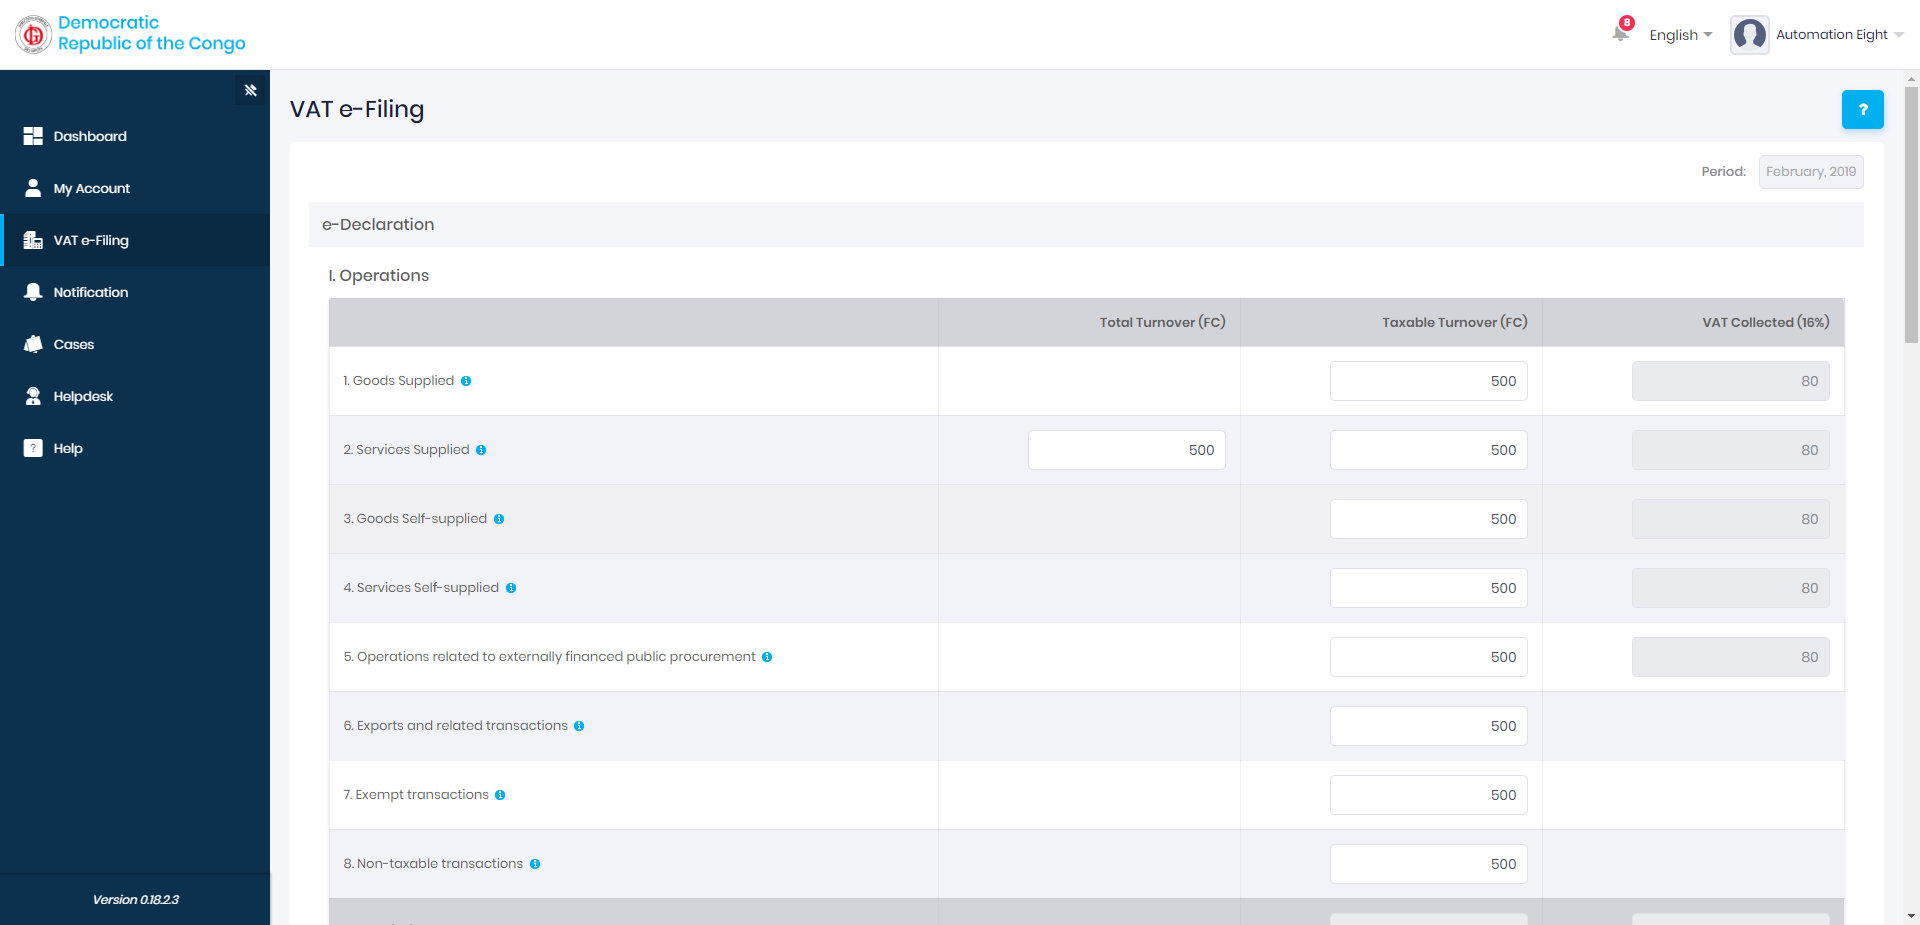 Democratic
Republic of the Congo
8
English
Automation Eight
Dashboard
My Account
VAT e-Filing
Notification
Cases
Helpdesk
? Help
Version 0.18.2.3
VAT e-Filing
?
Period: February, 2019
e-Declaration
I. Operations
Total Turnover (FC) Taxable Turnover (FC) VAT Collected (16%)
1. Goods Supplied 500 80
2. Services Supplied 500 500 80
3. Goods Self-supplied 500 80
4. Services Self-supplied 500 80
5. Operations related to externally financed public procurement 500 80
6. Exports and related transactions 500
7. Exempt transactions 500
8. Non-taxable transactions 500